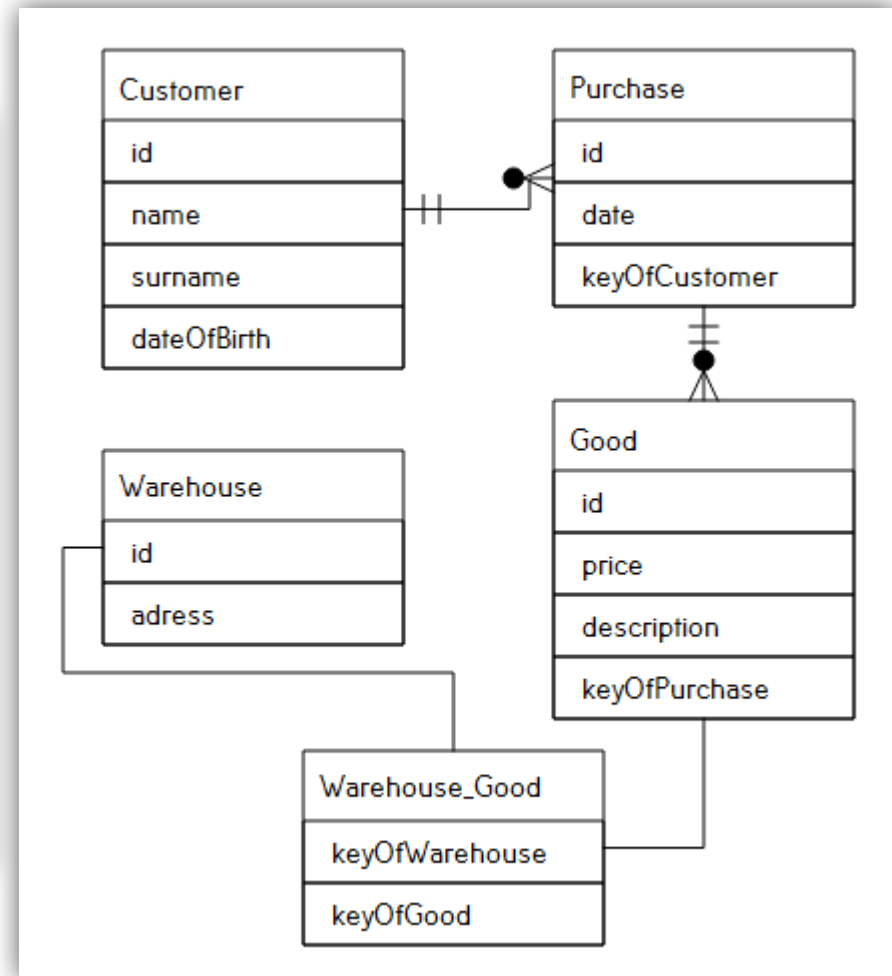 Customer
id
name
surname
dateOfBirth
Purchase
id
date
keyOfCustomer
Good
id
price
description
keyOfPurchase
Warehouse
id
adress
Warehouse_Good
keyOfWarehouse
keyOfGood